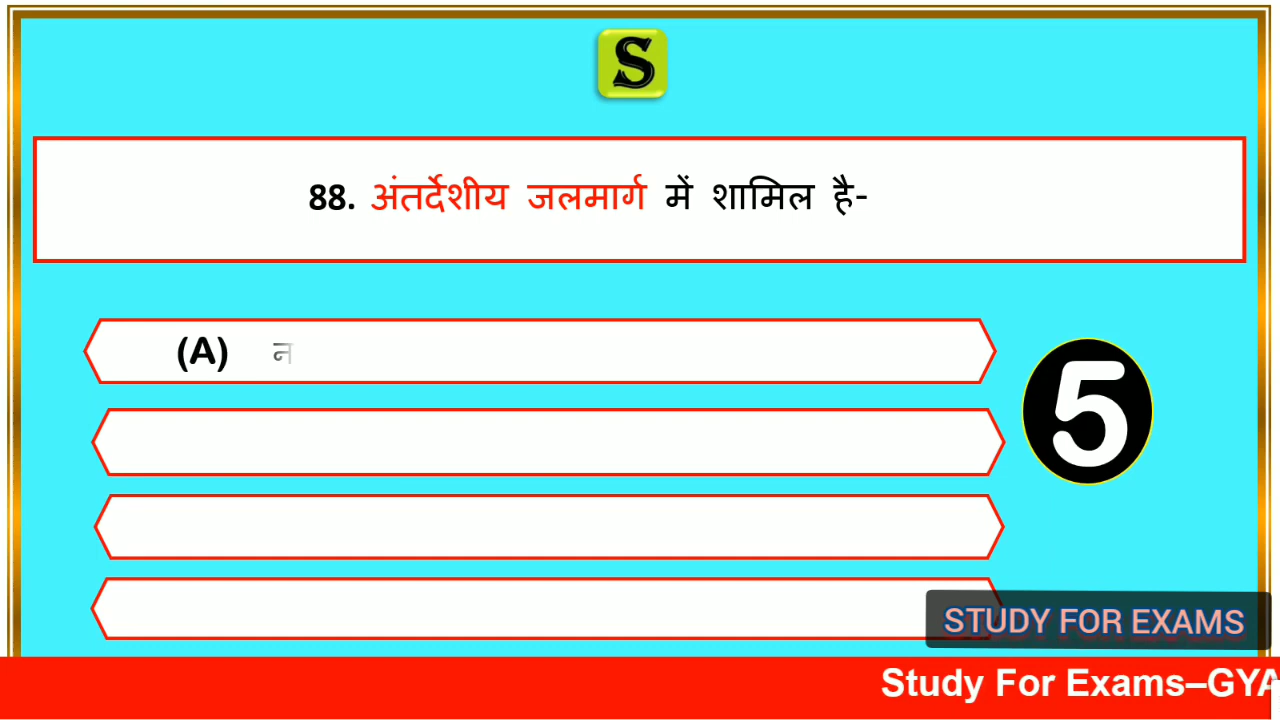 S
88. अंतर्देशीय जलमार्ग में शामिल है-
(A) न
5
STUDY FOR EXAMS
Study For Exams–GYA